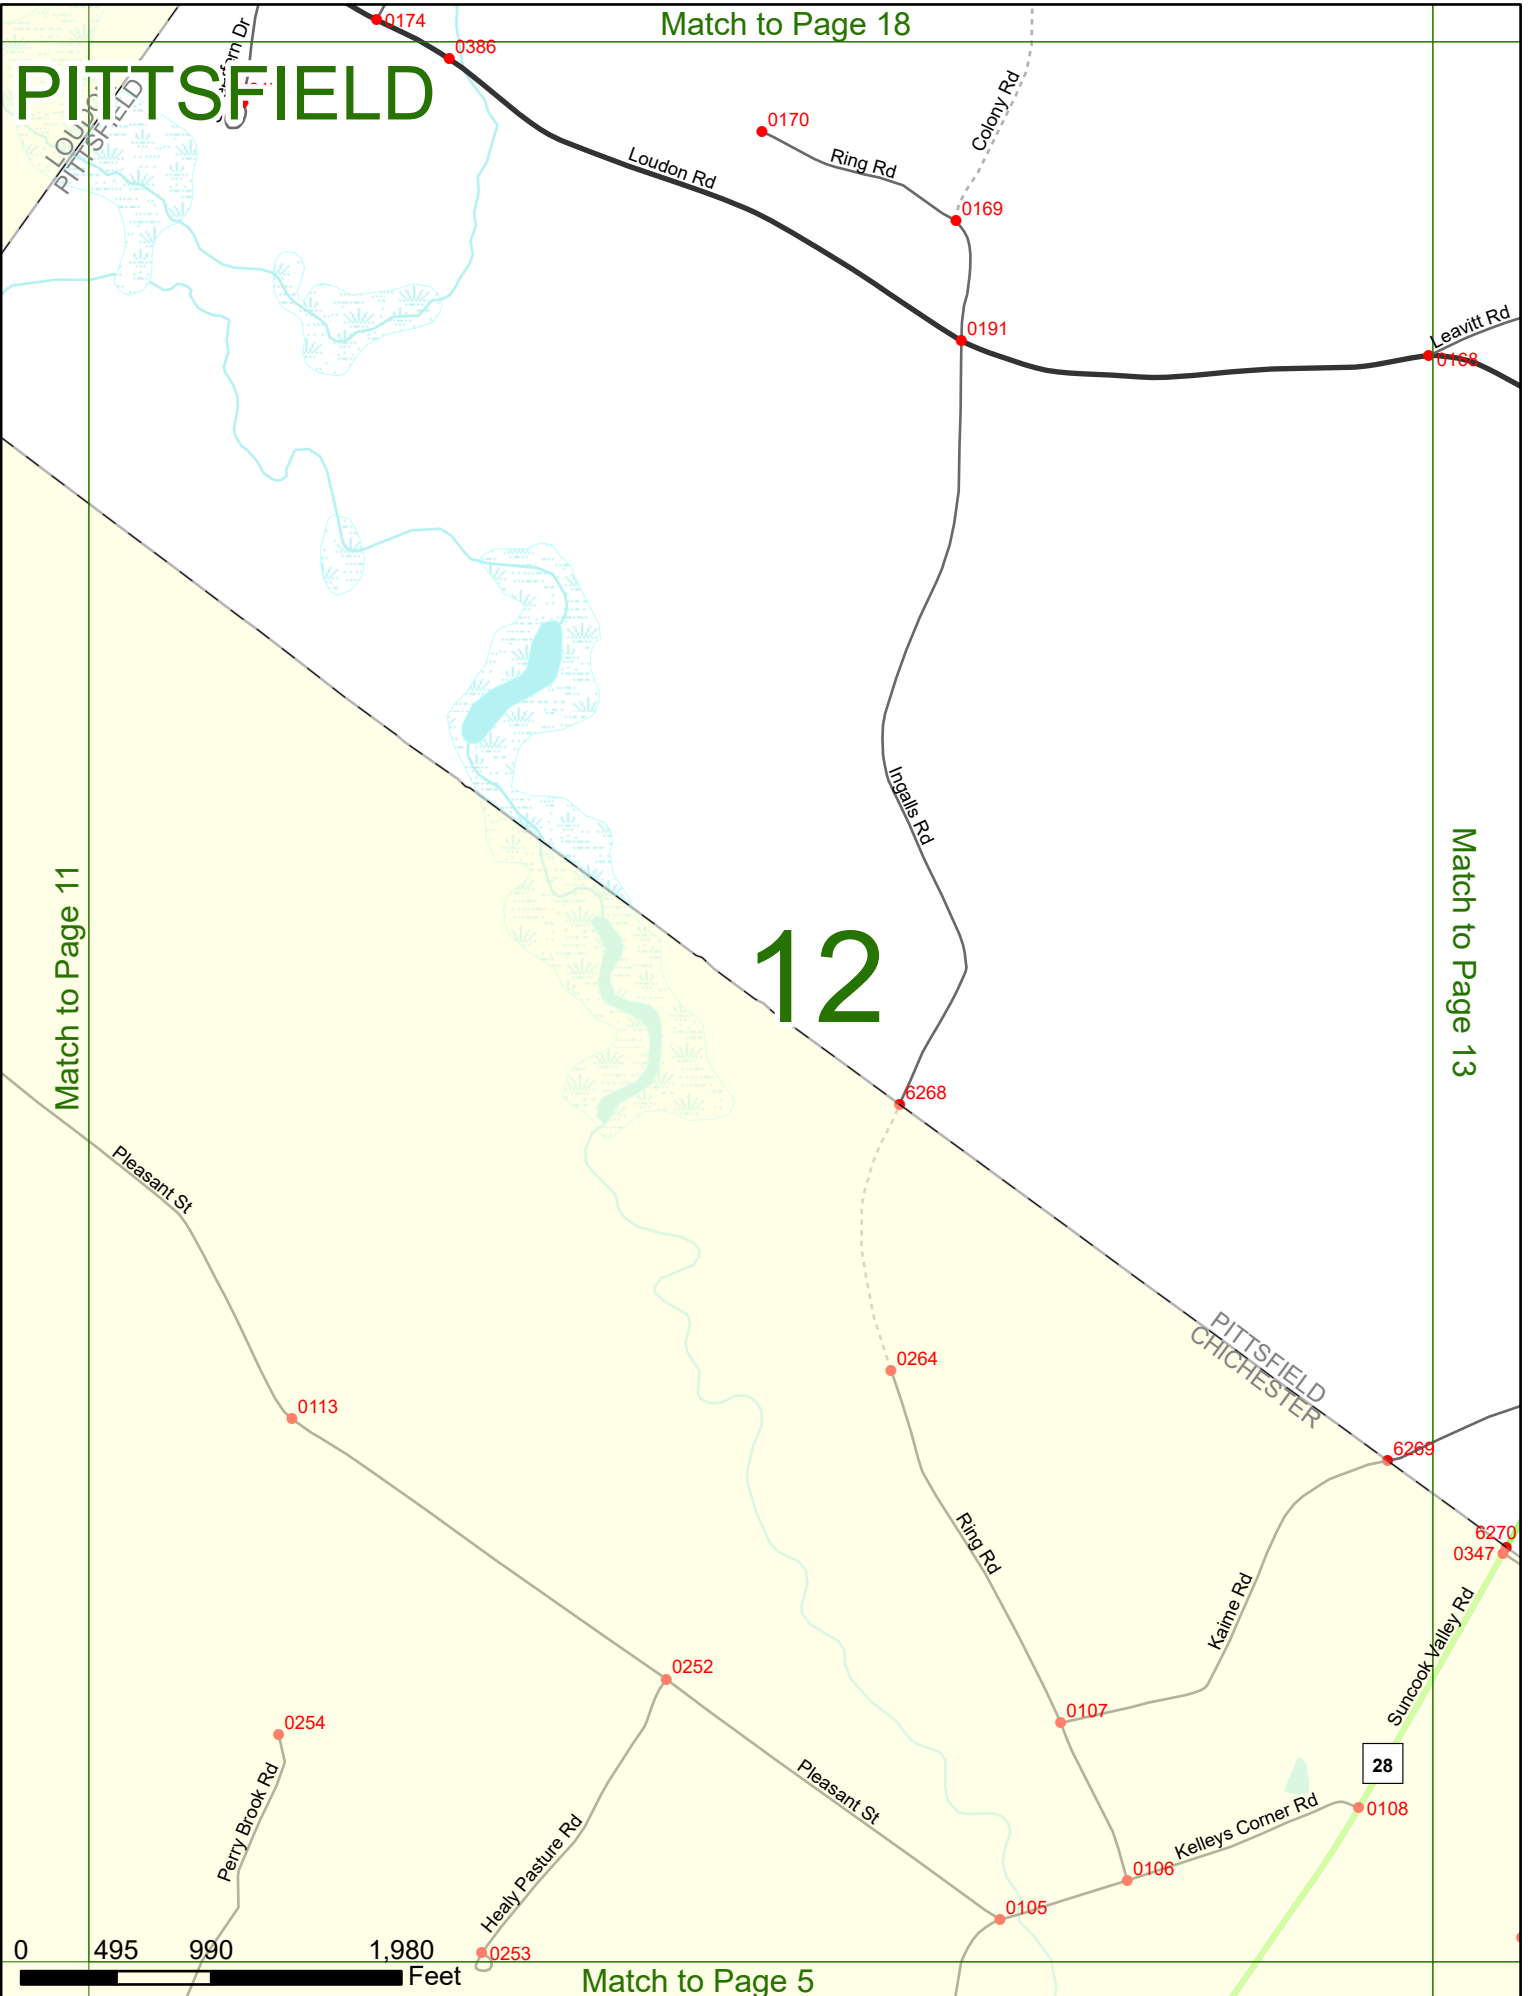 Match to Page 18
0174
0386
PITTSFIELD
PITTSFIELD
0170
Colony Rd
Ring Rd
Loudon Rd
0169
0191
Leavitt Rd
0168
Ingalls Rd
Match to Page 11
12
Match to Page 13
6268
Pleasant St
0264
PITTSFIELD
CHICHESTER
0113
6269
6270
0347
Ring Rd
Kaime Rd
Suncook Valley Rd
0252
0254
0107
28
Perry Brook Rd
Pleasant St
Healy Pasture Rd
Kelleys Corner Rd
0108
0106
0105
0253
0 495 990 1,980
Feet
Match to Page 5